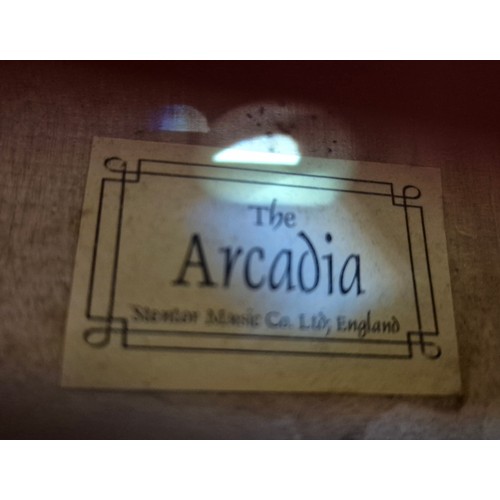 The
Arcadia
Stentor Music Co. Ltd, England